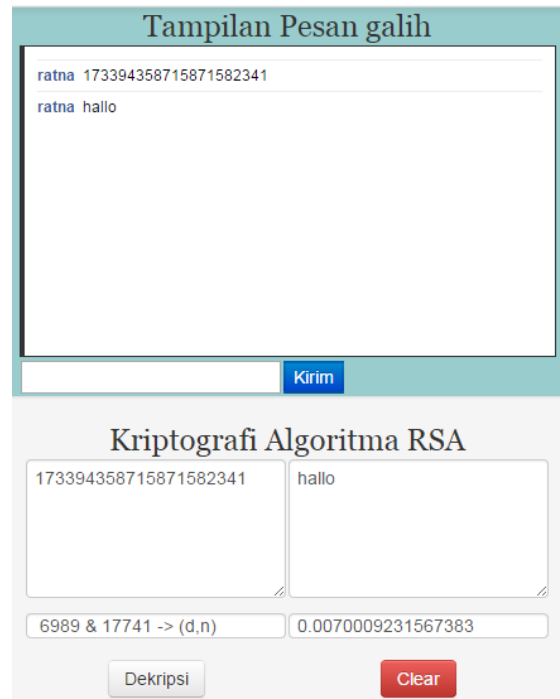 Tampilan Pesan galih
ratna 173394358715871582341
ratna hallo
Kirim
Kriptografi Algoritma RSA
173394358715871582341 hallo
6989 & 17741 -> (d,n) 0.0070009231567383
Dekripsi Clear